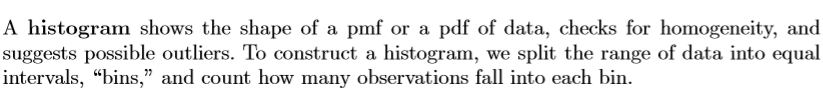 A histogram shows the shape of a pmf or a pdf of data, checks for homogeneity, and
suggests possible outliers. To construct a histogram, we split the range of data into equal
intervals, “bins,” and count how many observations fall into each bin.